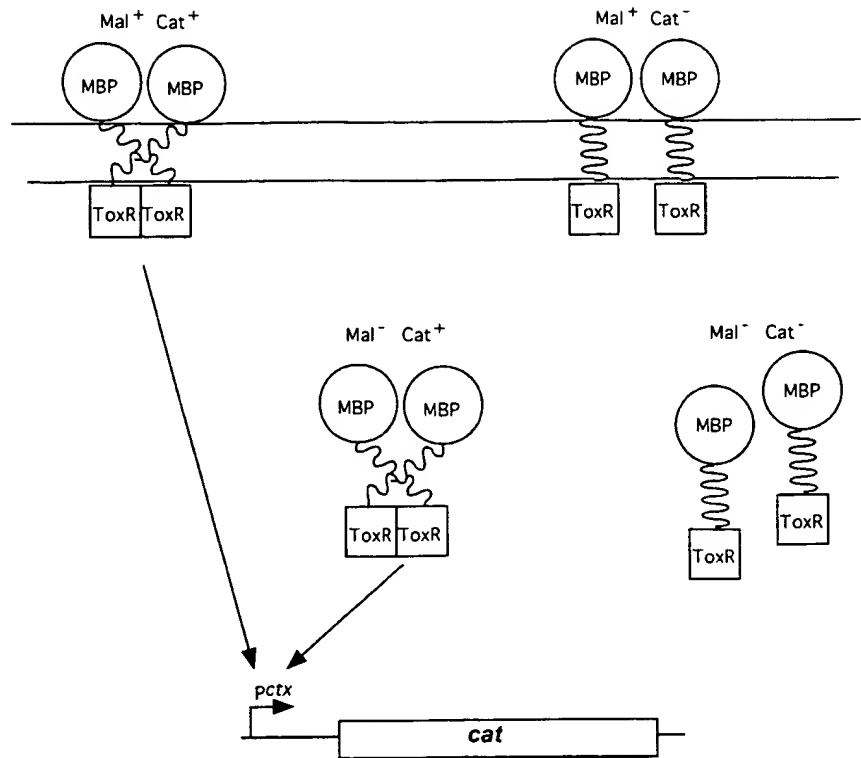 Mal⁺ Cat⁺
Mal⁺ Cat⁻
MBP
MBP
MBP
MBP
ToxR
ToxR
ToxR
ToxR
Mal⁻ Cat⁺
Mal⁻ Cat⁻
MBP
MBP
MBP
MBP
ToxR
ToxR
ToxR
ToxR
pctx
cat